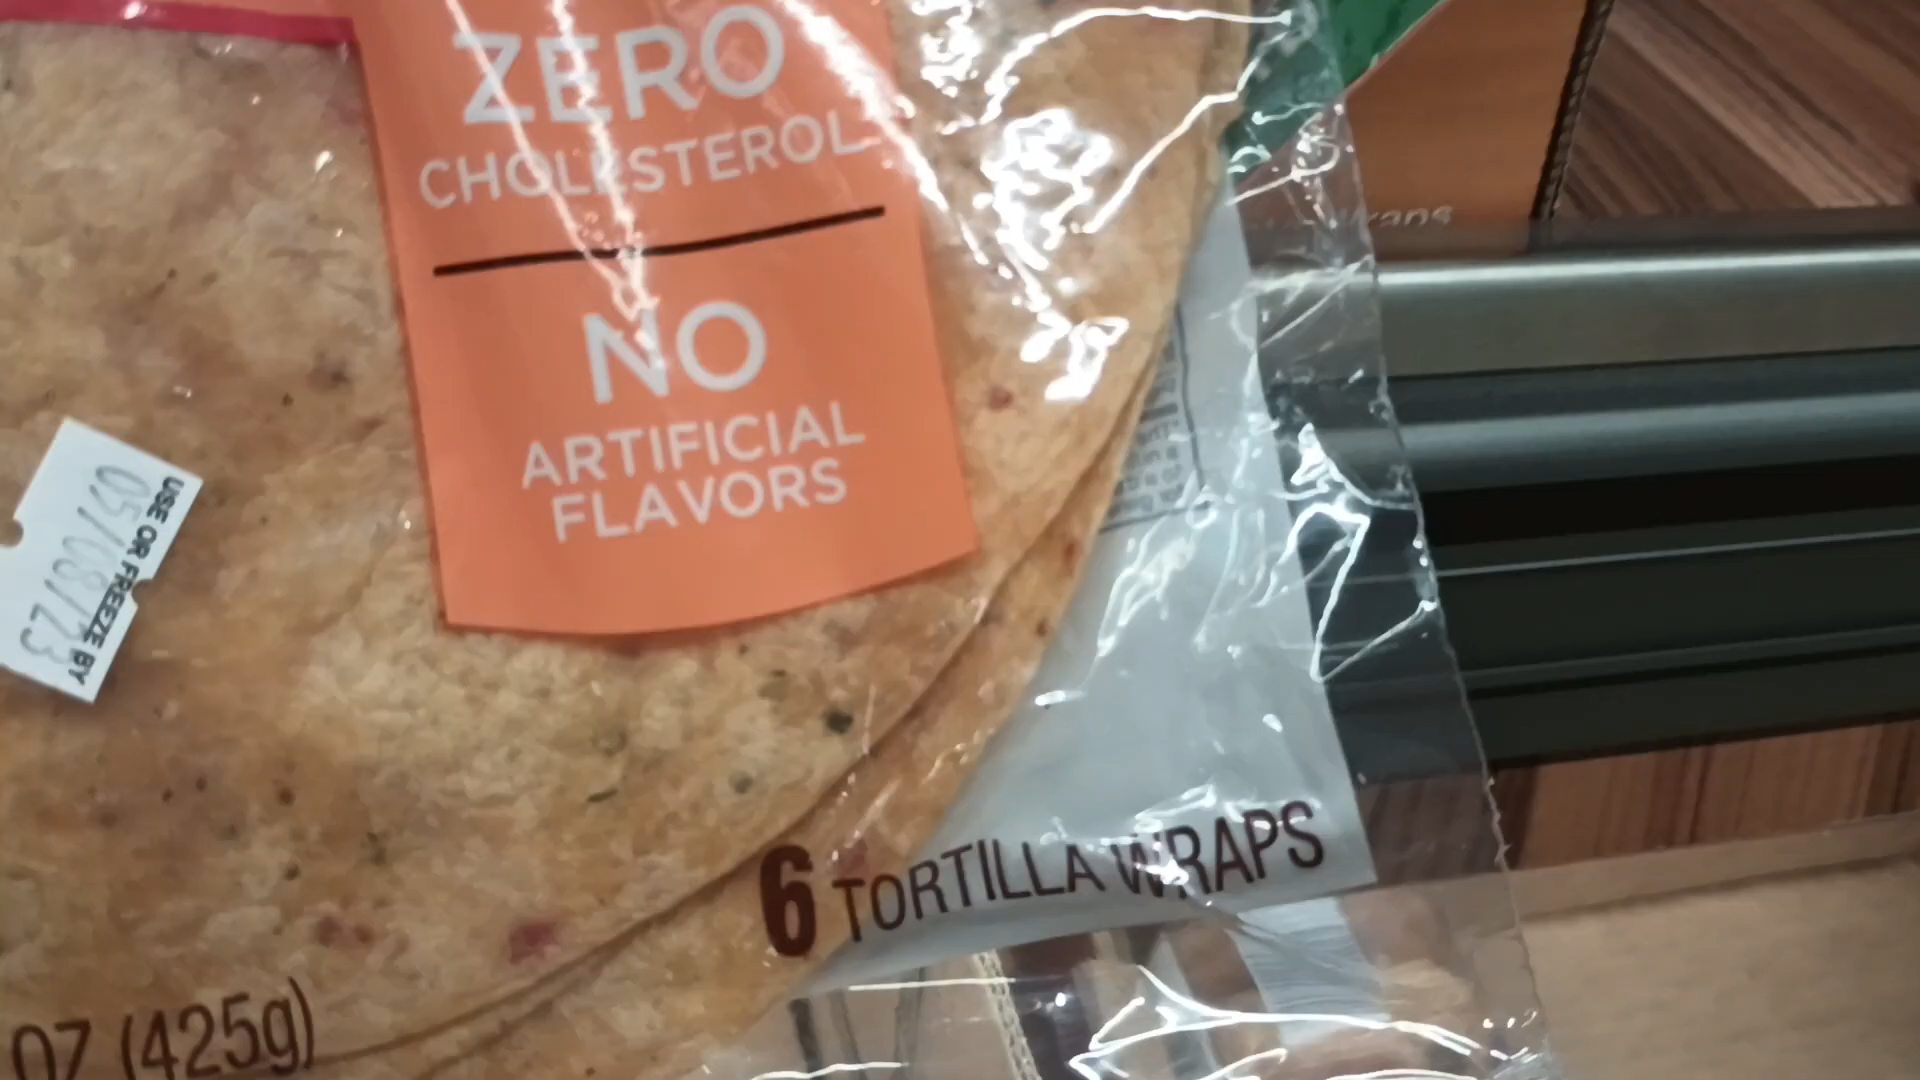 ZERO
CHOLESTEROL
NO
ARTIFICIAL
FLAVORS
USE OR FREEZE BY
05/08/23
6 TORTILLA WRAPS
OZ (425g)